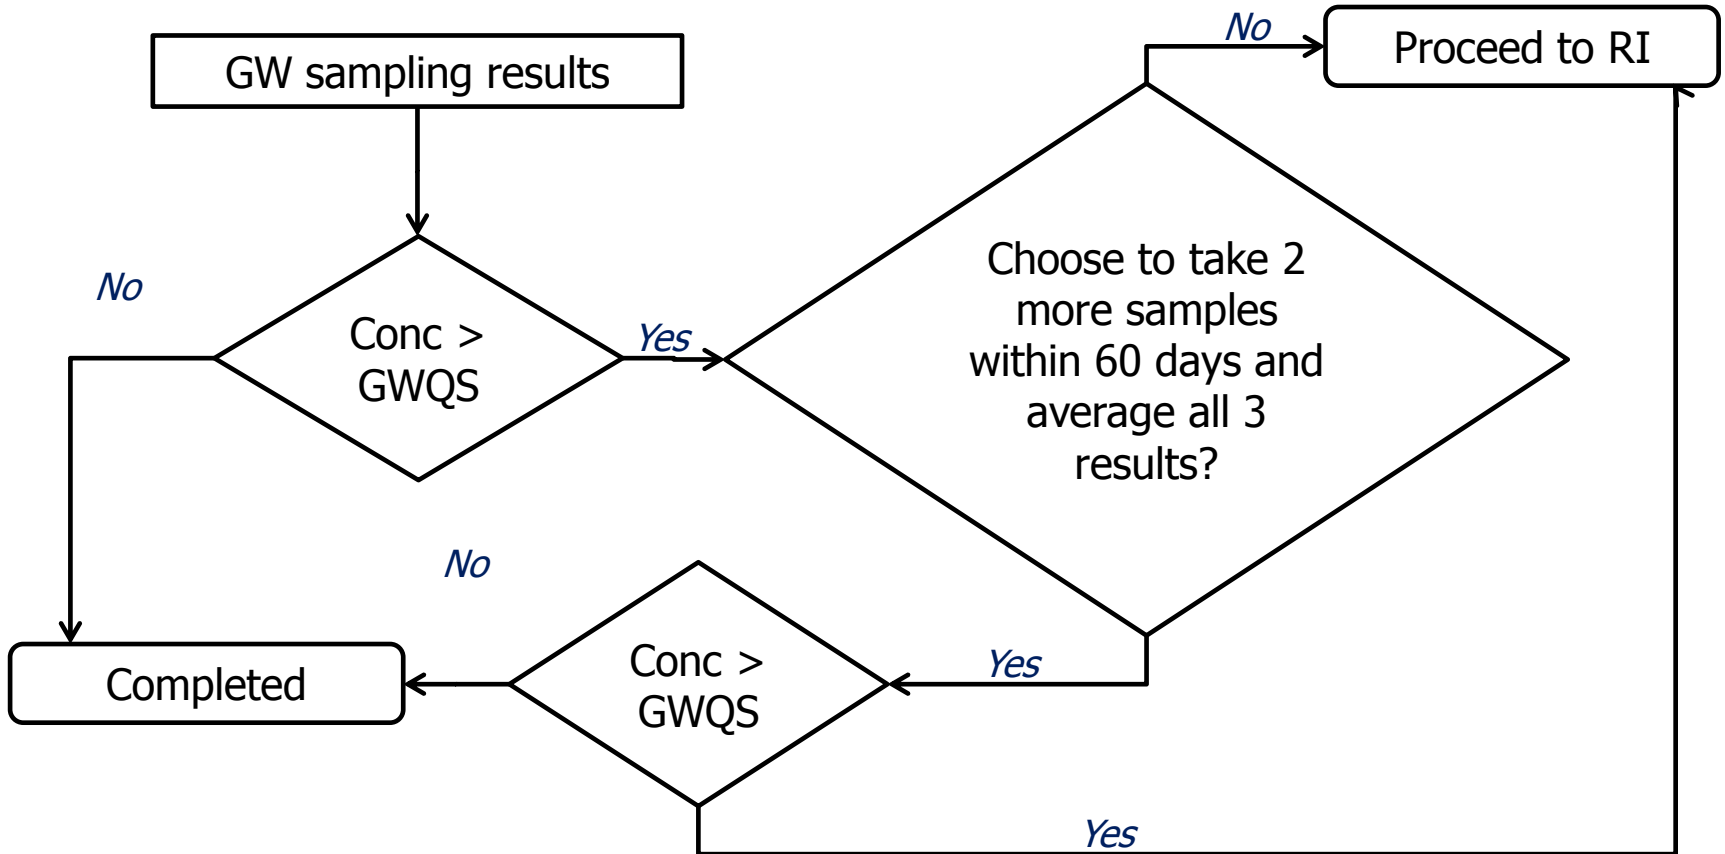 No
Proceed to RI
GW sampling results
No
Conc >
GWQS
Yes
Choose to take 2
more samples
within 60 days and
average all 3
results?
No
Conc >
GWQS
Yes
Completed
Yes